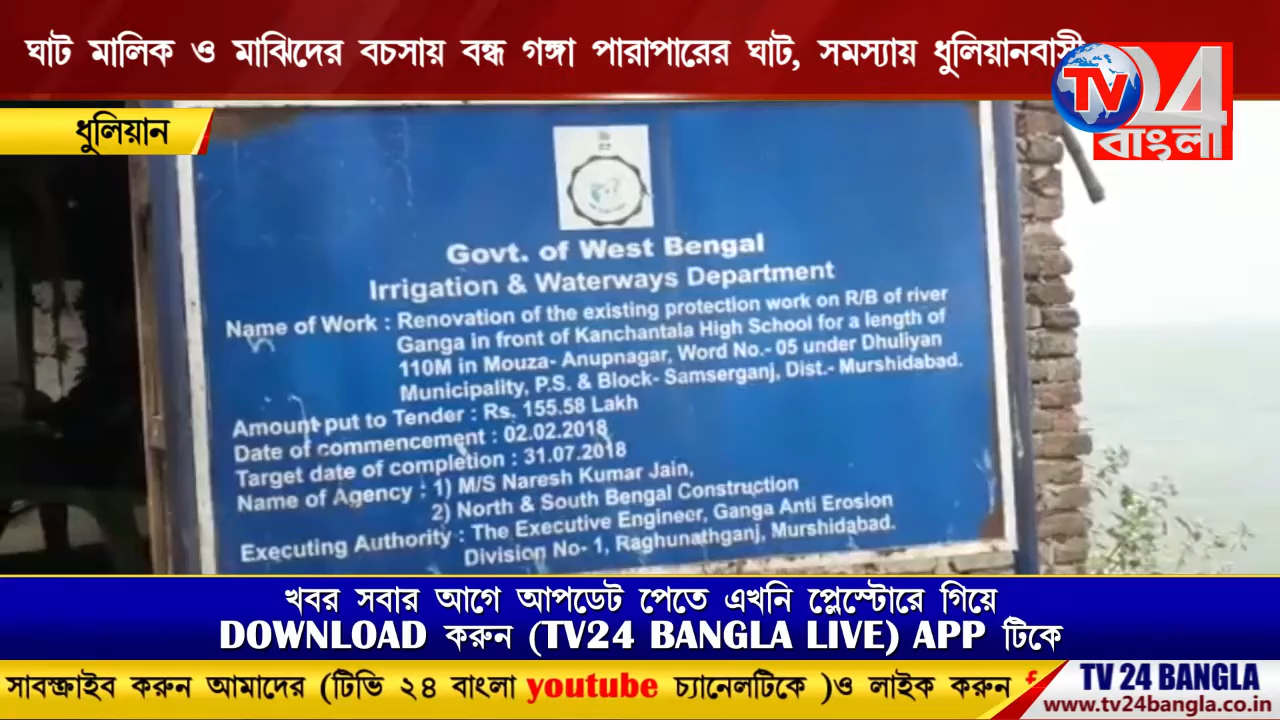 ঘাট মালিক ও মাঝিদের বচসায় বন্ধ গঙ্গা পারাপারের ঘাট, সমস্যায় ধুলিয়ানবাসী
TV 24
বাংলা
ধুলিয়ান
Govt. of West Bengal
Irrigation & Waterways Department
Name of Work : Renovation of the existing protection work on R/B of river
Ganga in front of Kanchantala High School for a length of
110M in Mouza- Anupnagar, Word No.- 05 under Dhuliyan
Municipality, P.S. & Block- Samserganj, Dist.- Murshidabad.
Amount put to Tender : Rs. 155.58 Lakh
Date of commencement : 02.02.2018
Target date of completion : 31.07.2018
Name of Agency : 1) M/S Naresh Kumar Jain,
2) North & South Bengal Construction
Executing Authority : The Executive Engineer, Ganga Anti Erosion
Division No- 1, Raghunathganj, Murshidabad.
খবর সবার আগে আপডেট পেতে এখনি প্লেস্টোরে গিয়ে
DOWNLOAD করুন (TV24 BANGLA LIVE) APP টিকে
সাবস্ক্রাইব করুন আমাদের (টিভি ২৪ বাংলা youtube চ্যানেলটিকে )ও লাইক করুন
TV 24 BANGLA
www.tv24bangla.co.in